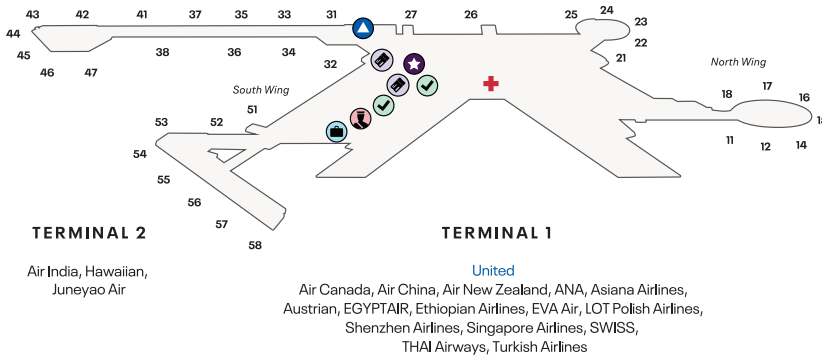 43 42 41 37 35 33 31 27 26 25 24
44 23
45 22
46 47 38 36 34 32 21
South Wing
North Wing
51
53 52
54
55
56
57
58
18 17 16
15
11 12 14
TERMINAL 2
Air India, Hawaiian,
Juneyao Air
TERMINAL 1
United
Air Canada, Air China, Air New Zealand, ANA, Asiana Airlines,
Austrian, EGYPTAIR, Ethiopian Airlines, EVA Air, LOT Polish Airlines,
Shenzhen Airlines, Singapore Airlines, SWISS,
THAI Airways, Turkish Airlines